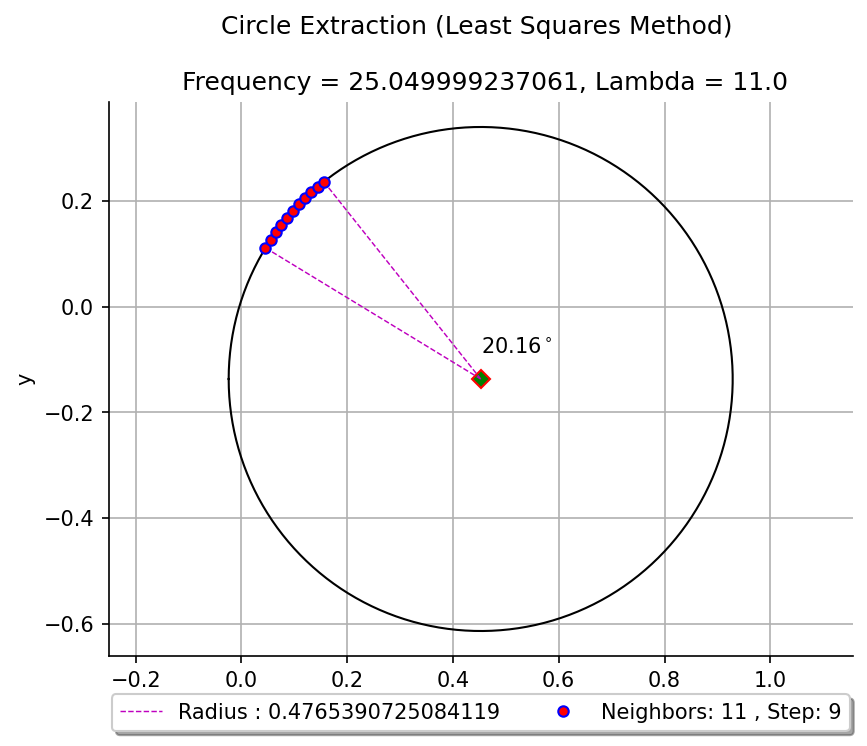 Circle Extraction (Least Squares Method)
Frequency = 25.049999237061, Lambda = 11.0
0.2
0.0
−0.2
−0.4
−0.6
y
20.16°
−0.2 0.0 0.2 0.4 0.6 0.8 1.0
Radius : 0.4765390725084119 Neighbors: 11 , Step: 9